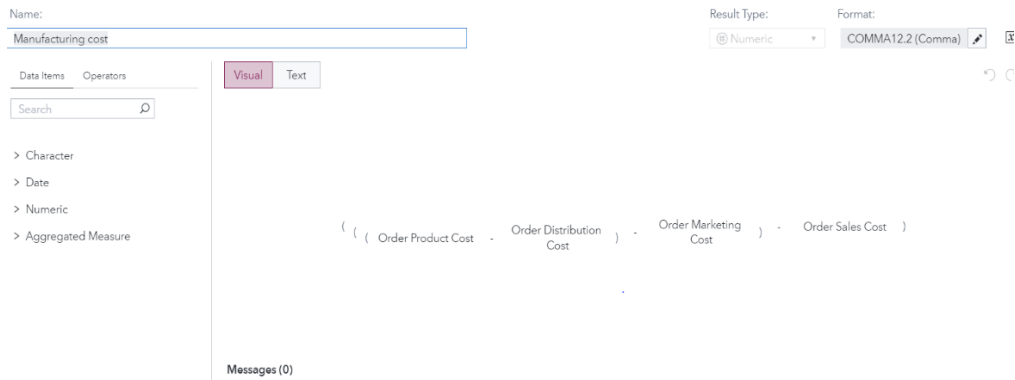 Name:
Result Type:
Format:
Manufacturing cost
Numeric
COMMA12.2 (Comma)
Data Items
Operators
Visual
Text
Search
> Character
> Date
> Numeric
> Aggregated Measure
( ( ( Order Product Cost - Order Distribution Cost ) - Order Marketing Cost ) - Order Sales Cost )
Messages (0)